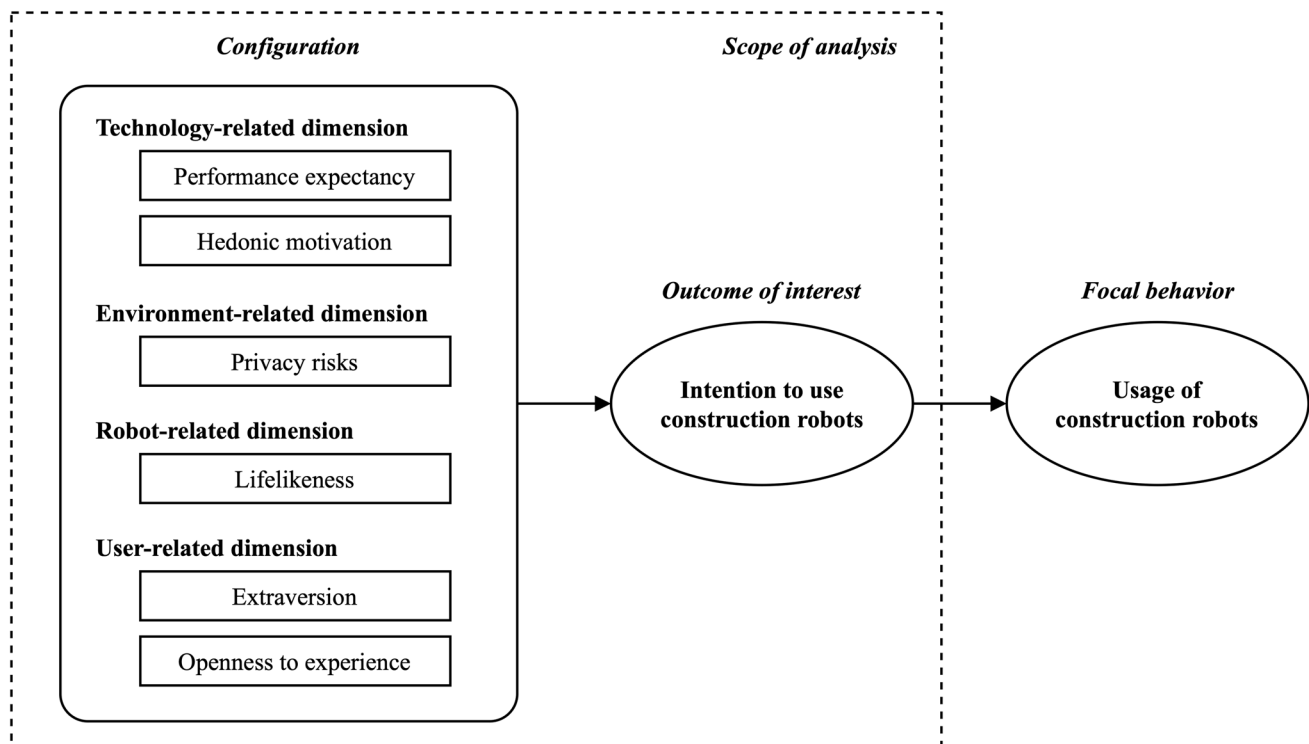 Configuration
Scope of analysis
Technology-related dimension
Performance expectancy
Hedonic motivation
Environment-related dimension
Privacy risks
Robot-related dimension
Lifelikeness
User-related dimension
Extraversion
Openness to experience
Outcome of interest
Intention to use
construction robots
Focal behavior
Usage of
construction robots